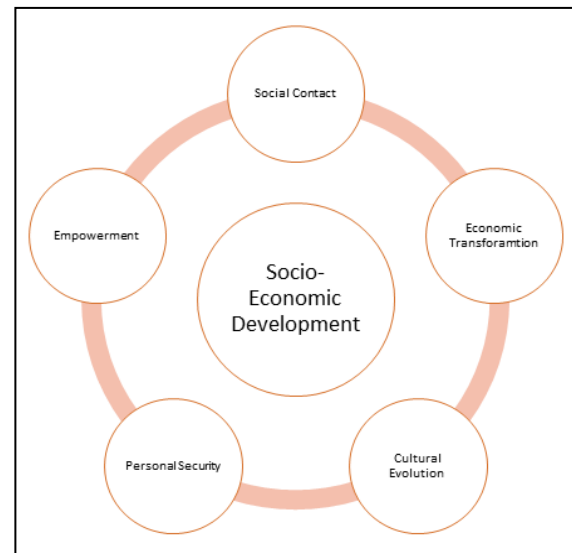 Social Contact
Empowerment
Economic
Transforamtion
Socio-
Economic
Development
Personal Security
Cultural
Evolution